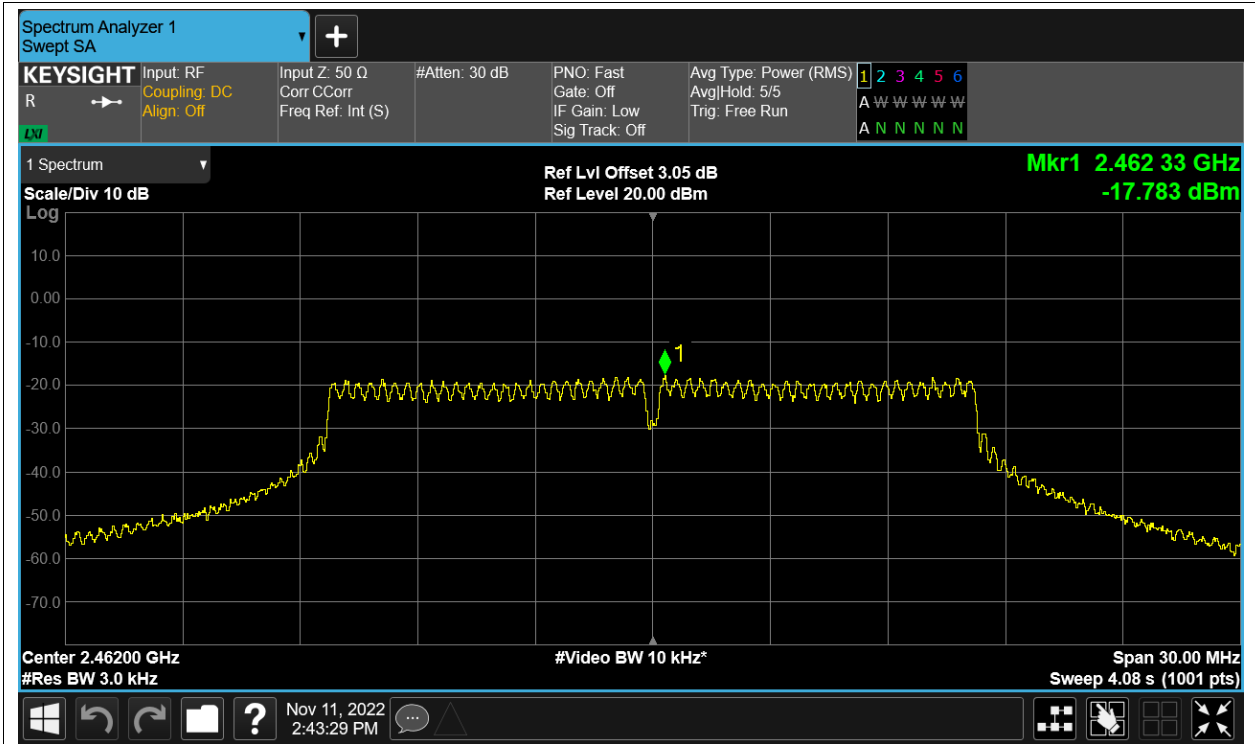 Spectrum Analyzer 1
Swept SA
+
KEYSIGHT
R
LXI
Input: RF
Coupling: DC
Align: Off
Input Z: 50 Ω
Corr CCorr
Freq Ref: Int (S)
#Atten: 30 dB
PNO: Fast
Gate: Off
IF Gain: Low
Sig Track: Off
Avg Type: Power (RMS)
Avg|Hold: 5/5
Trig: Free Run
1 2 3 4 5 6
A W W W W W
A N N N N N
1 Spectrum
Scale/Div 10 dB
Log
Ref Lvl Offset 3.05 dB
Ref Level 20.00 dBm
Mkr1 2.462 33 GHz
-17.783 dBm
10.0
0.00
-10.0
-20.0
-30.0
-40.0
-50.0
-60.0
-70.0
1
Center 2.46200 GHz
#Res BW 3.0 kHz
#Video BW 10 kHz*
Span 30.00 MHz
Sweep 4.08 s (1001 pts)
?
Nov 11, 2022
2:43:29 PM